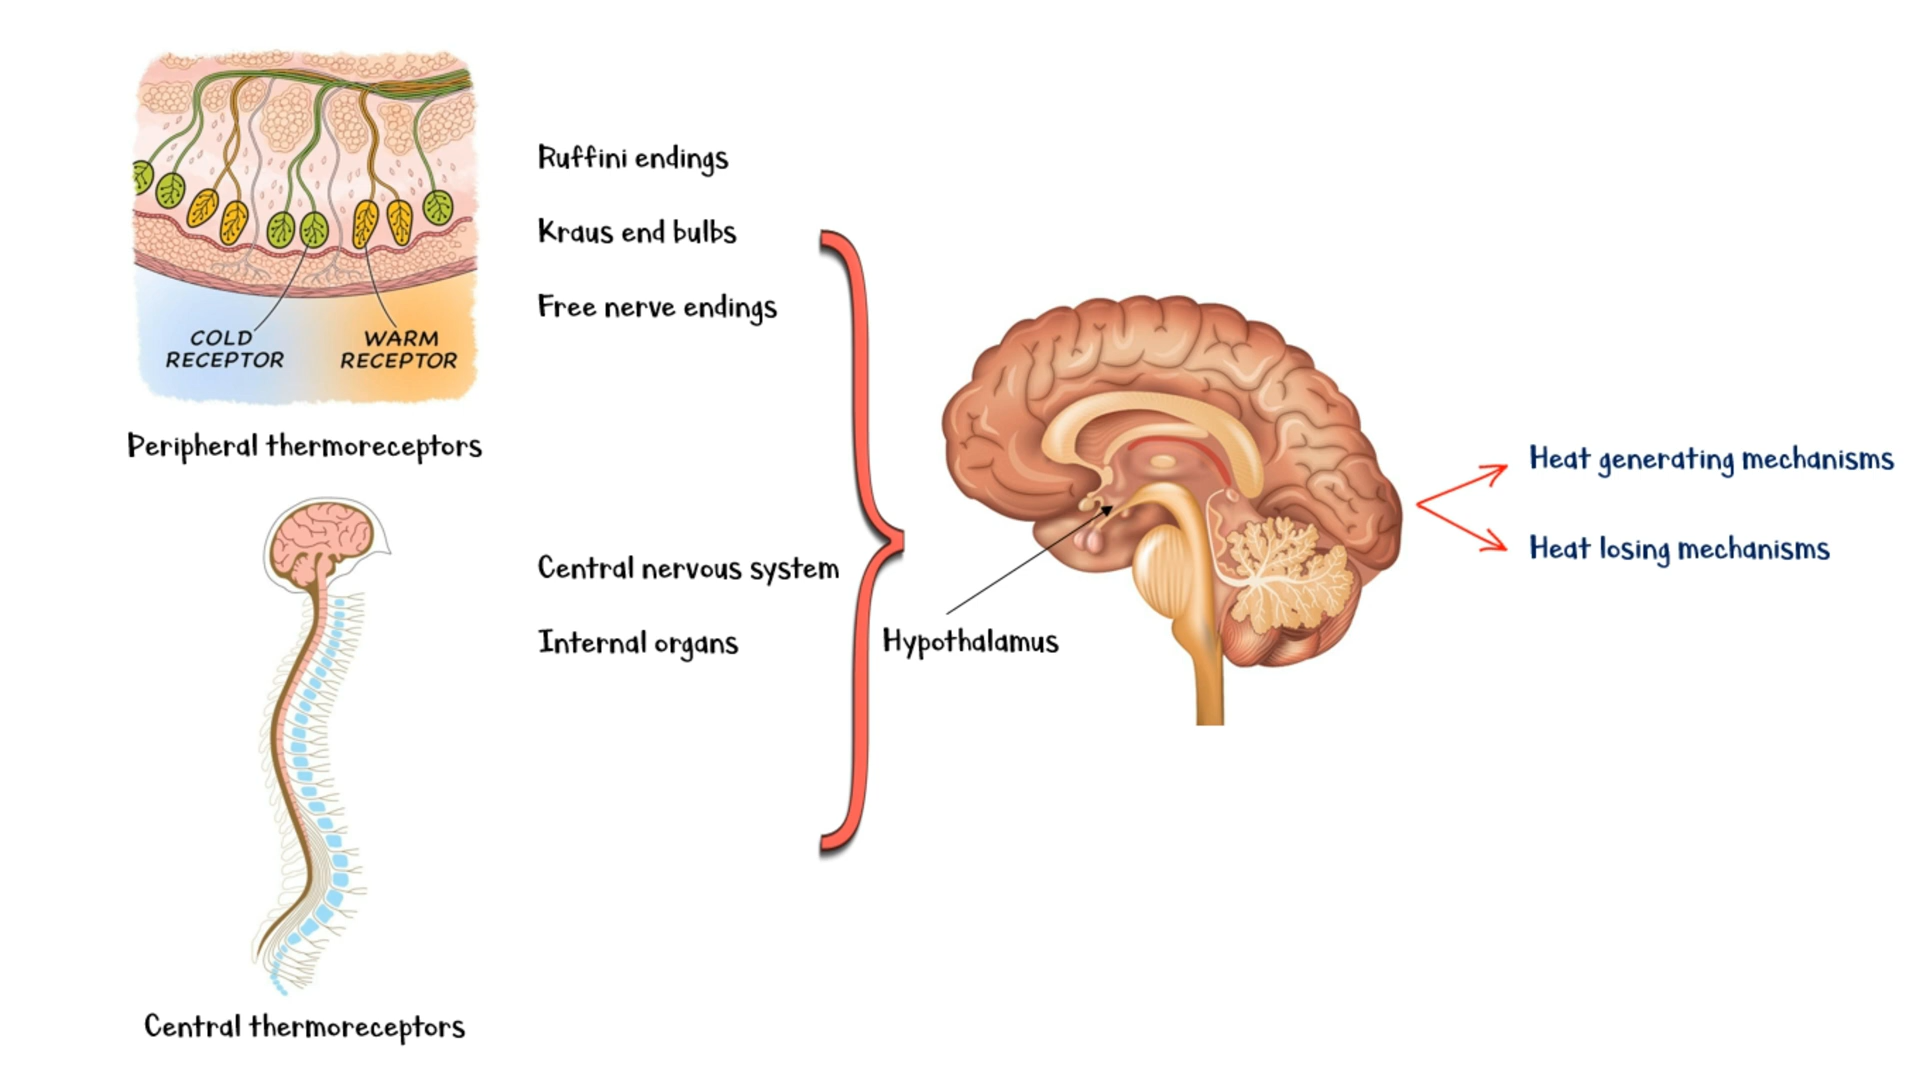 COLD
RECEPTOR
WARM
RECEPTOR
Peripheral thermoreceptors
Ruffini endings
Kraus end bulbs
Free nerve endings
Central nervous system
Internal organs
Central thermoreceptors
Hypothalamus
Heat generating mechanisms
Heat losing mechanisms